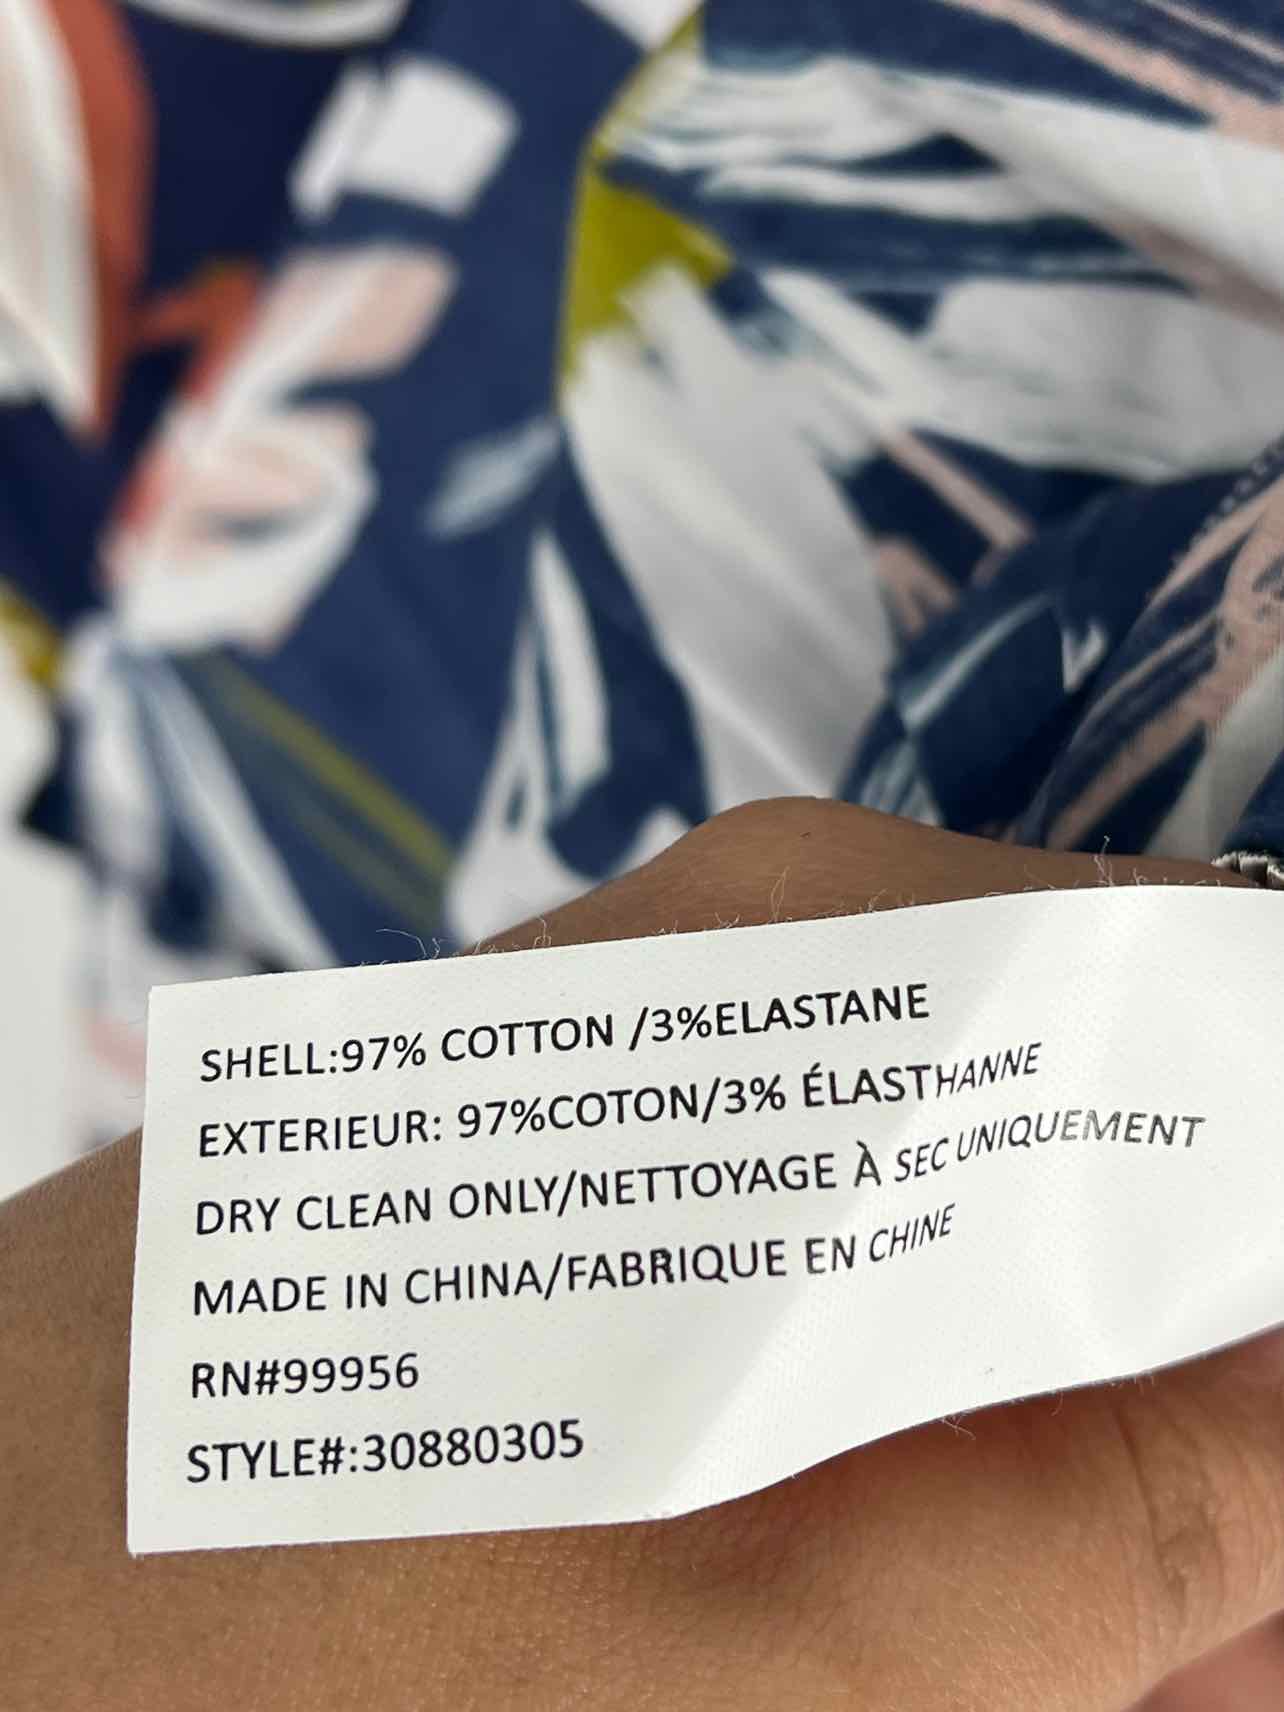 SHELL:97% COTTON /3%ELASTANE
EXTERIEUR: 97%COTON/3% ÉLASTHANNE
DRY CLEAN ONLY/NETTOYAGE À SEC UNIQUEMENT
MADE IN CHINA/FABRIQUE EN CHINE
RN#99956
STYLE#:30880305